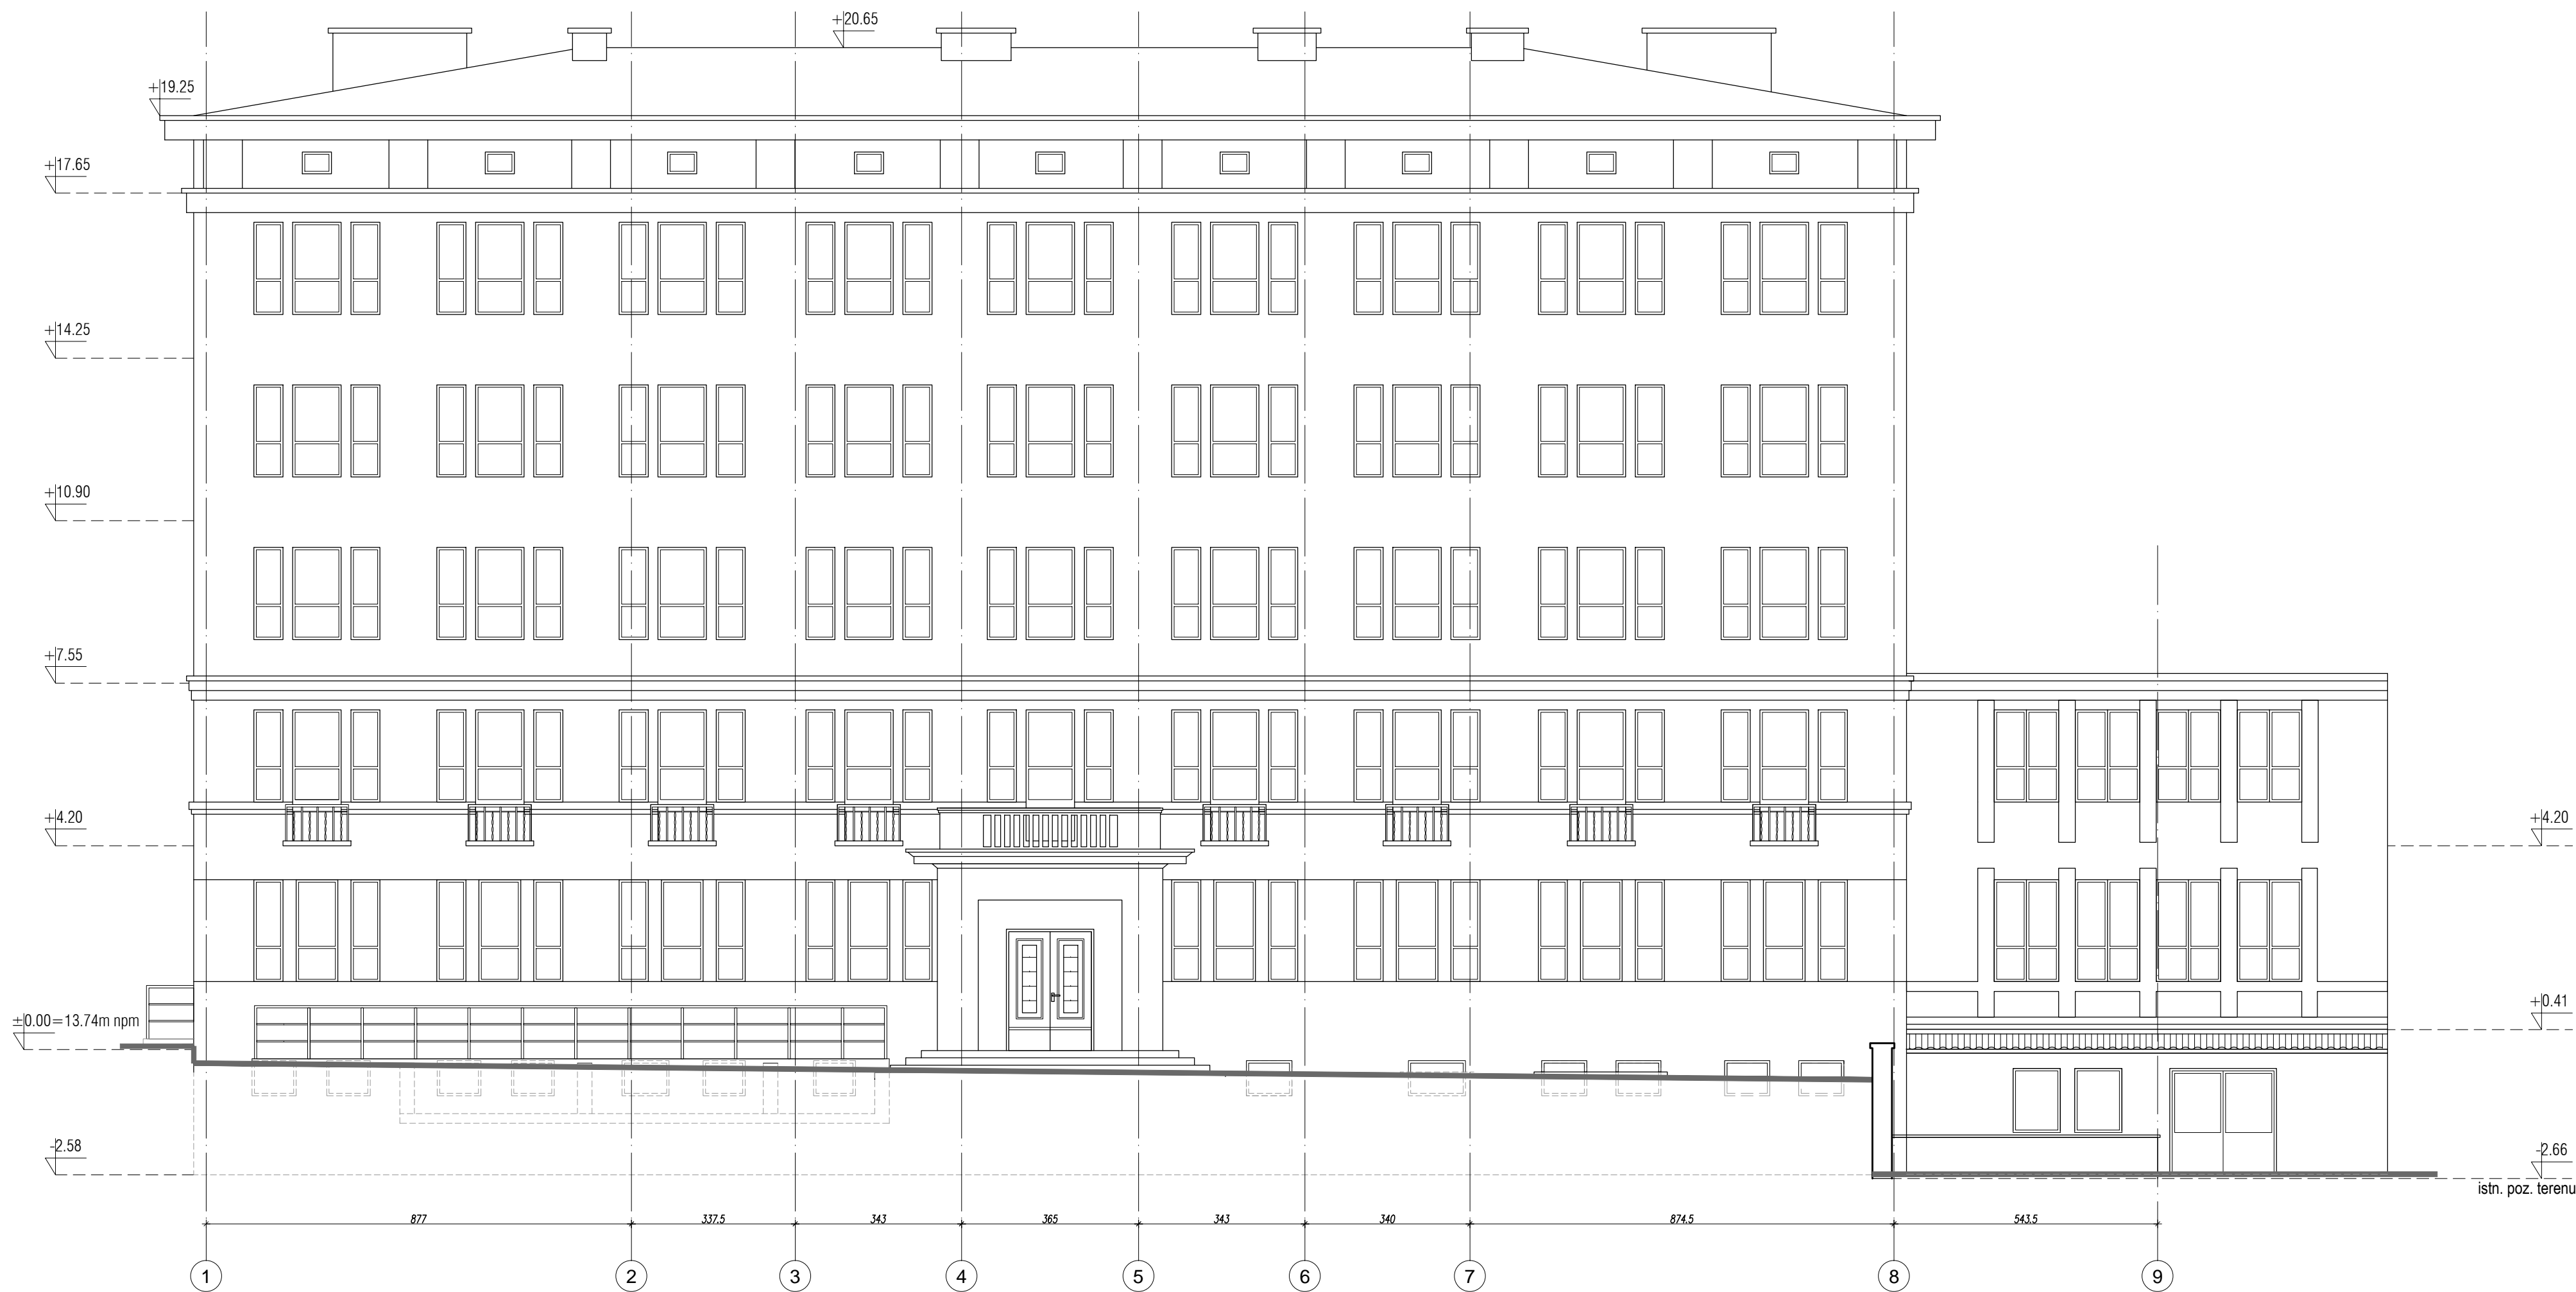 +20.65
+19.25
+17.65
+14.25
+10.90
+7.55
+4.20
+4.20
+0.41
±0.00=13.74m npm
-2.58
-2.66
istn. poz. terenu
877 337.5 343 365 343 340 874.5 543.5
1 2 3 4 5 6 7 8 9